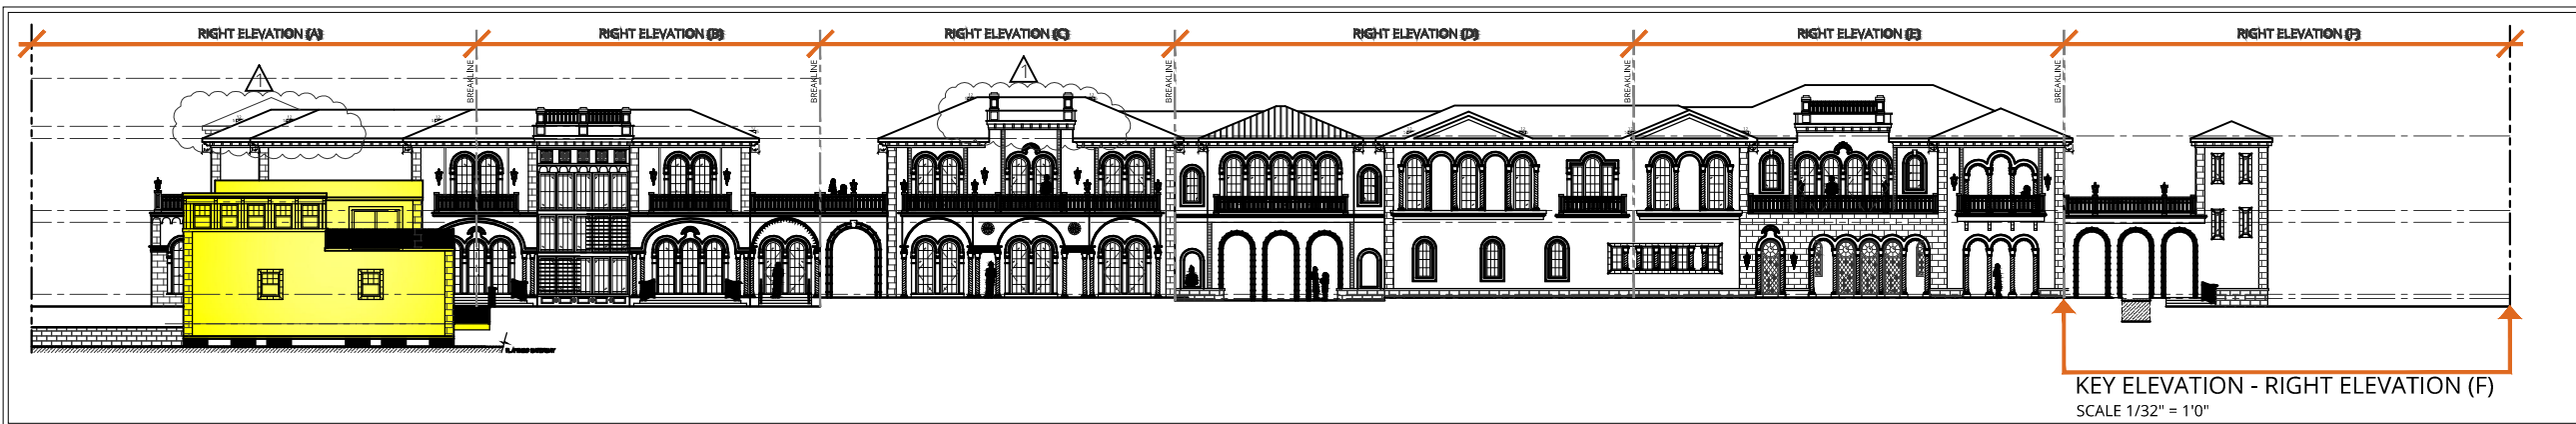 RIGHT ELEVATION (A)
RIGHT ELEVATION (B)
RIGHT ELEVATION (C)
RIGHT ELEVATION (D)
RIGHT ELEVATION (E)
RIGHT ELEVATION (F)
1
1
BREAKLINE
BREAKLINE
BREAKLINE
BREAKLINE
BREAKLINE
KEY ELEVATION - RIGHT ELEVATION (F)
SCALE 1/32" = 1'0"